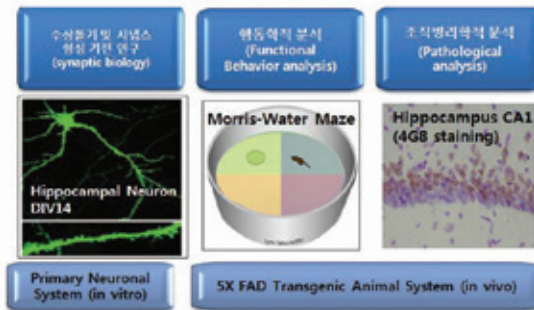 수상돌기 및 시냅스
형성 기전 연구
(synaptic biology)
행동학적 분석
(Functional
Behavior analysis)
조직병리학적 분석
(Pathological
analysis)
Hippocampal Neuron
DIV14
Morris-Water Maze
Hippocampus CA1
(4G8 staining)
Primary Neuronal
System (in vitro)
5X FAD Transgenic Animal System (in vivo)